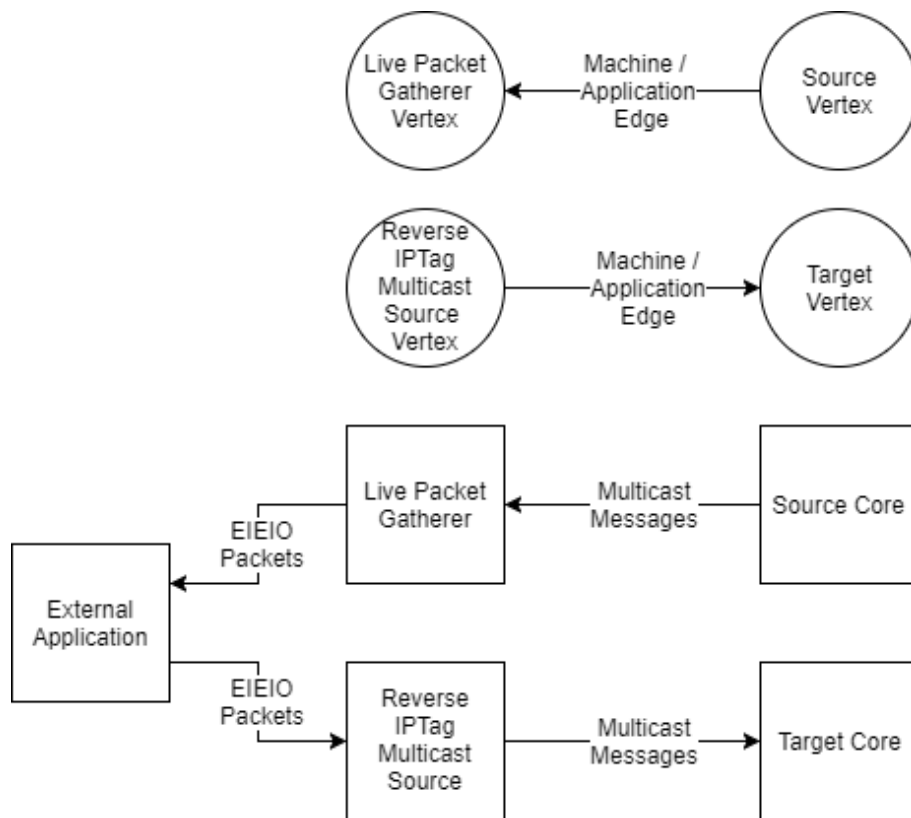 Live Packet
Gatherer
Vertex
Machine /
Application
Edge
Source
Vertex
Reverse
IPTag
Multicast
Source
Vertex
Machine /
Application
Edge
Target
Vertex
Live Packet
Gatherer
Multicast
Messages
Source Core
EIEIO
Packets
External
Application
EIEIO
Packets
Reverse
IPTag
Multicast
Source
Multicast
Messages
Target Core